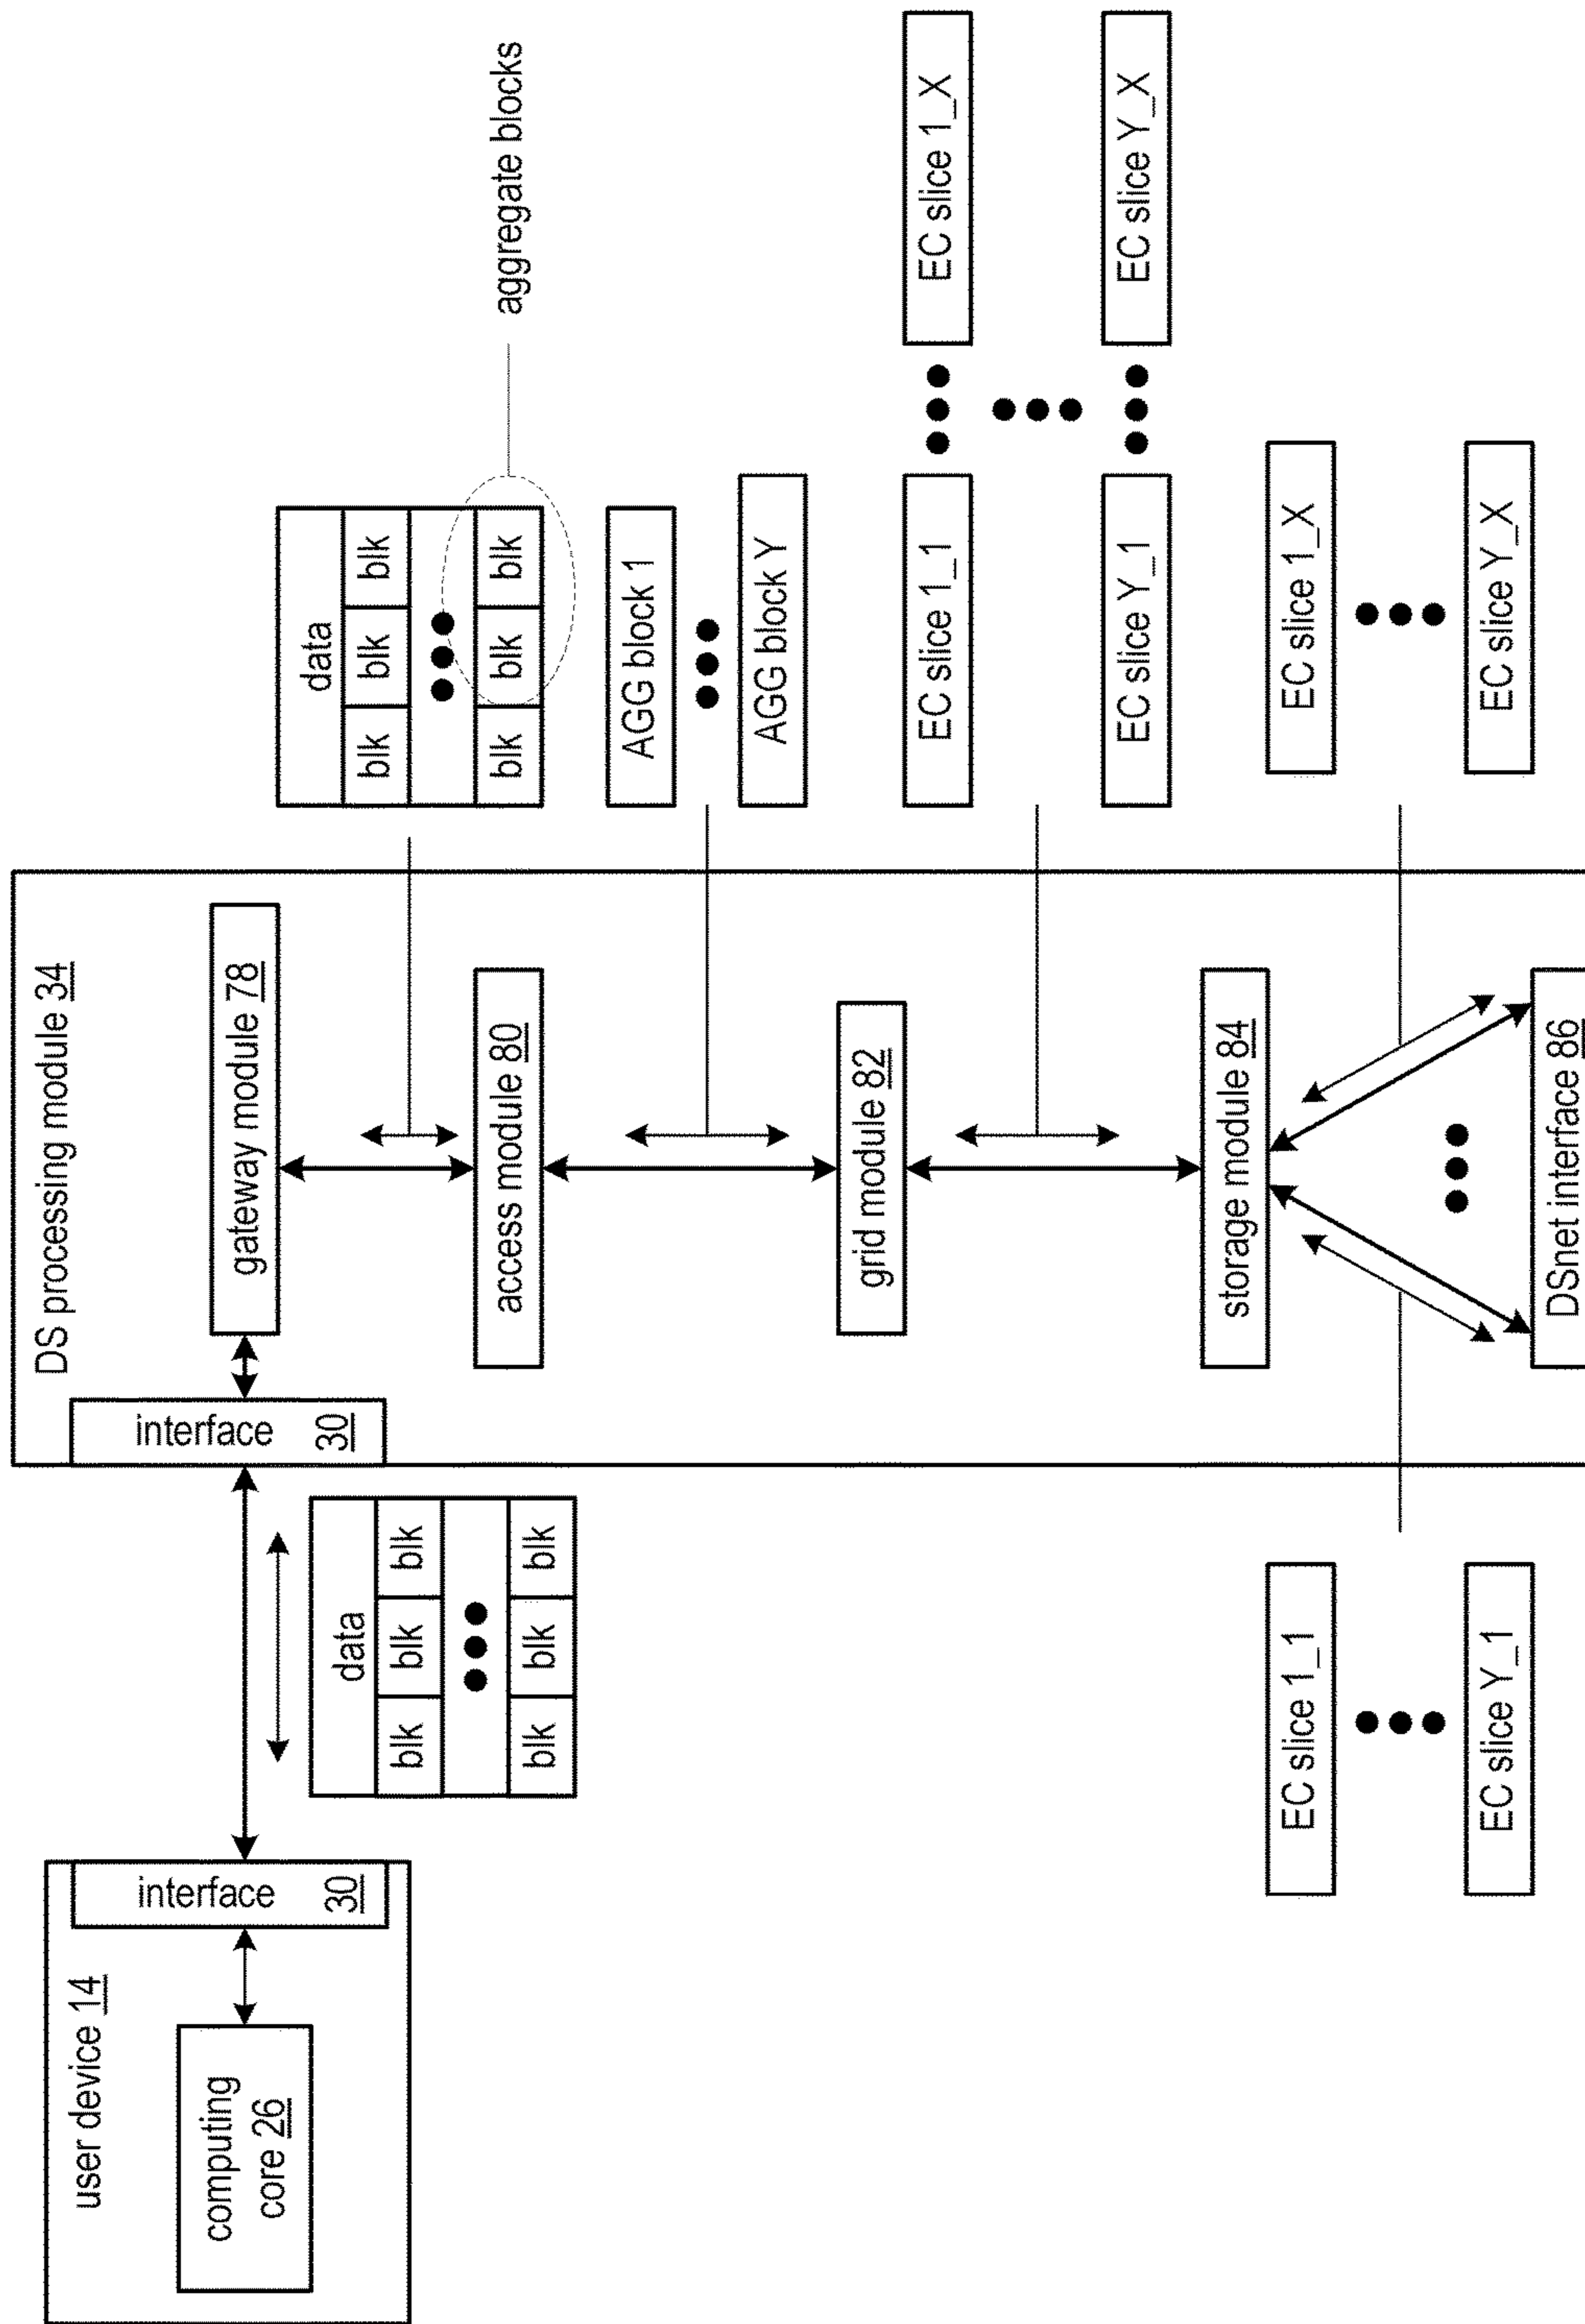 user device 14
computing
core 26
interface 30
data
blk blk blk
blk blk blk
interface 30
DS processing module 34
gateway module 78
access module 80
grid module 82
storage module 84
DSnet interface 86
data
blk blk blk
blk blk blk
aggregate blocks
AGG block 1
AGG block Y
EC slice 1_1
EC slice 1_X
EC slice Y_1
EC slice Y_X
EC slice 1_1
EC slice Y_1
EC slice 1_X
EC slice Y_X